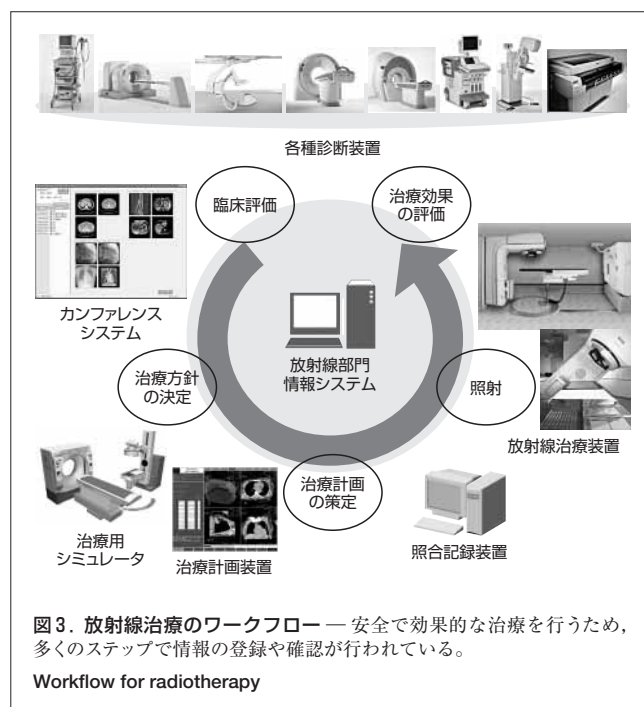 各種診断装置
臨床評価
治療効果
の評価
カンファレンス
システム
放射線部門
情報システム
治療方針
の決定
照射
放射線治療装置
治療計画
の策定
治療用
シミュレータ
治療計画装置
照合記録装置
図3. 放射線治療のワークフロー — 安全で効果的な治療を行うため，
多くのステップで情報の登録や確認が行われている。
Workflow for radiotherapy